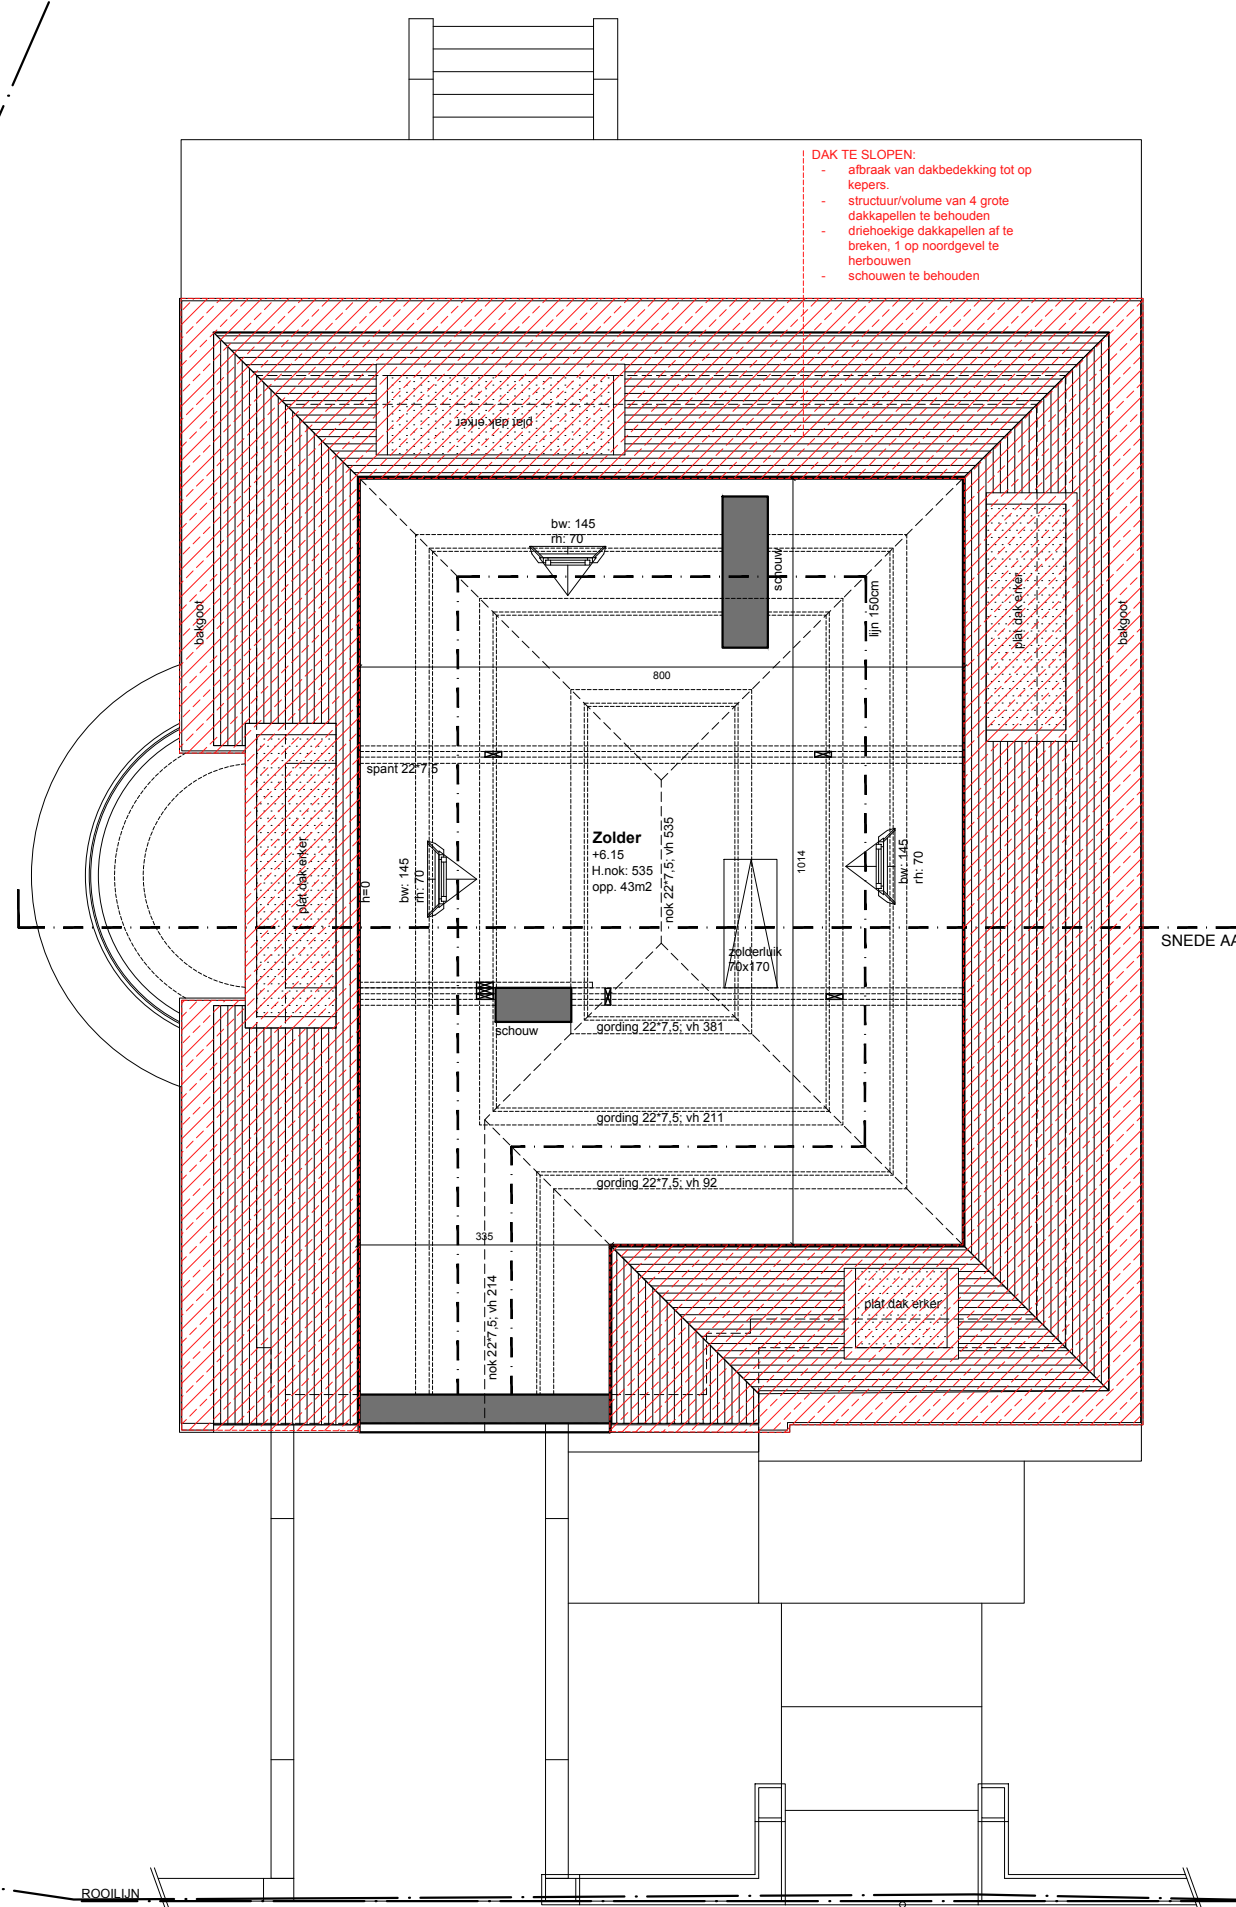 DAK TE SLOPEN:
- afbraak van dakbedekking tot op
kepers.
- structuur/volume van 4 grote
dakkapellen te behouden
- driehoekige dakkapellen af te
breken, 1 op noordgevel te
herbouwen
- schouwen te behouden
plat dak erker
bw: 145
rh: 70
schouw
lijn 150cm
plat dak erker
bakgoot
bakgoot
800
spant 22*7,5
Zolder
+6.15
H.nok: 535
opp. 43m2
nok 22*7,5; vh 535
1014
bw: 145
rh: 70
h=0
bw: 145
rh: 70
plat dak erker
SNEDE AA
zolderluik
70x170
schouw
gording 22*7,5; vh 381
gording 22*7,5; vh 211
gording 22*7,5; vh 92
335
nok 22*7,5; vh 214
plat dak erker
ROOILIJN